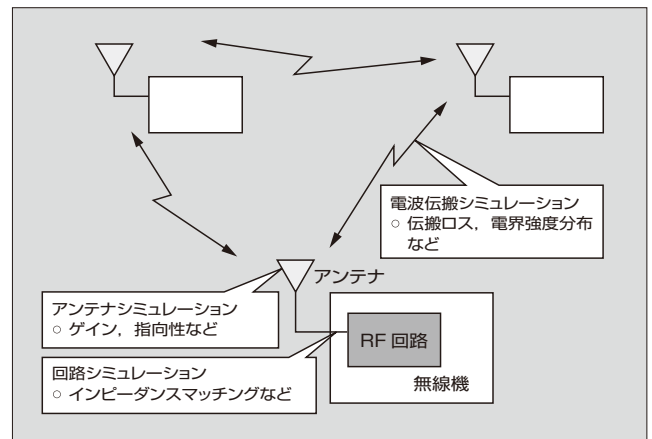 電波伝搬シミュレーション
○ 伝搬ロス，電界強度分布
など
アンテナ
アンテナシミュレーション
○ ゲイン，指向性など
RF 回路
回路シミュレーション
○ インピーダンスマッチングなど
無線機